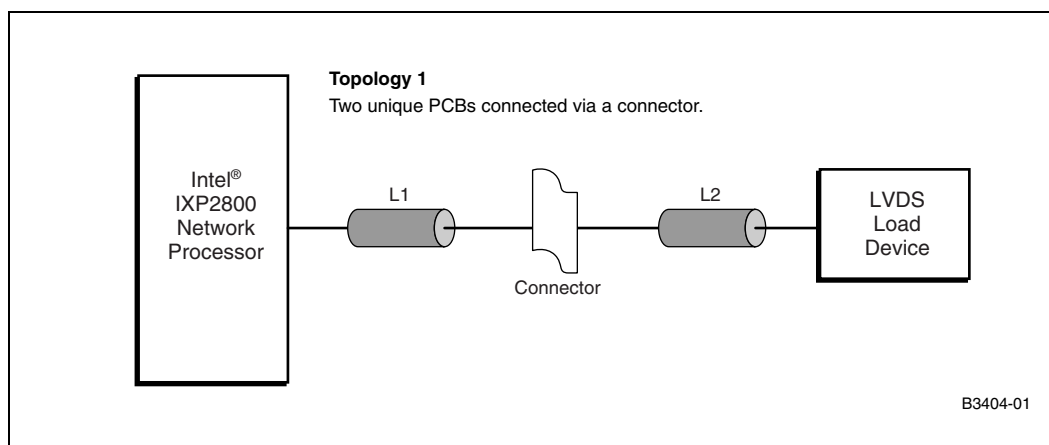 Topology 1
Two unique PCBs connected via a connector.
Intel®
IXP2800
Network
Processor
L1
Connector
L2
LVDS
Load
Device
B3404-01